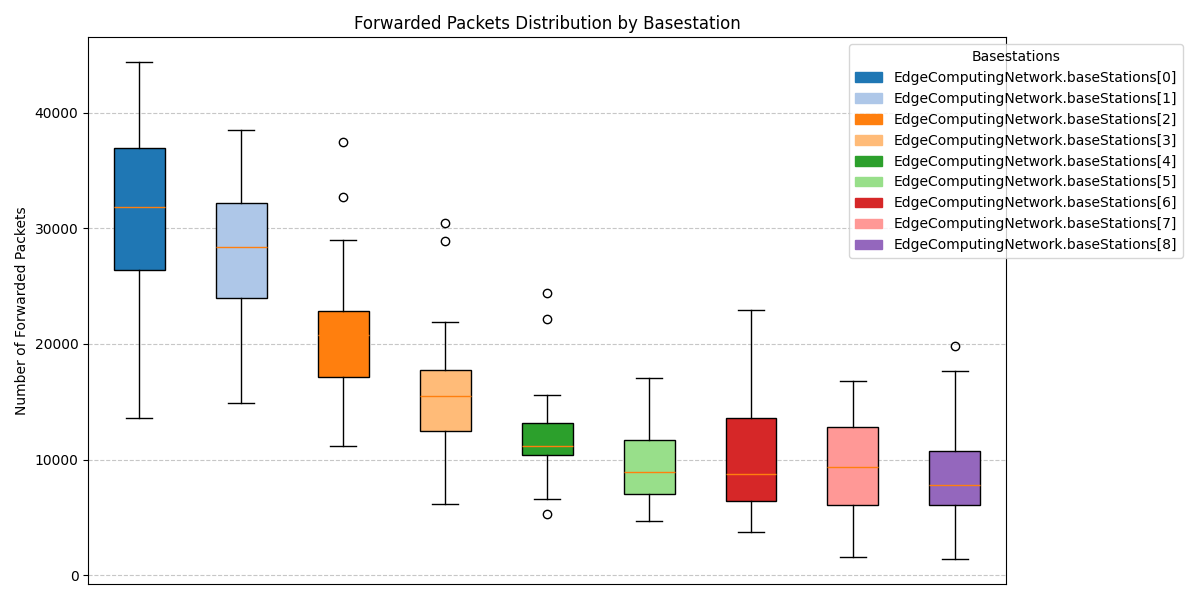 Forwarded Packets Distribution by Basestation
Number of Forwarded Packets
40000
30000
20000
10000
0
Basestations
EdgeComputingNetwork.baseStations[0]
EdgeComputingNetwork.baseStations[1]
EdgeComputingNetwork.baseStations[2]
EdgeComputingNetwork.baseStations[3]
EdgeComputingNetwork.baseStations[4]
EdgeComputingNetwork.baseStations[5]
EdgeComputingNetwork.baseStations[6]
EdgeComputingNetwork.baseStations[7]
EdgeComputingNetwork.baseStations[8]